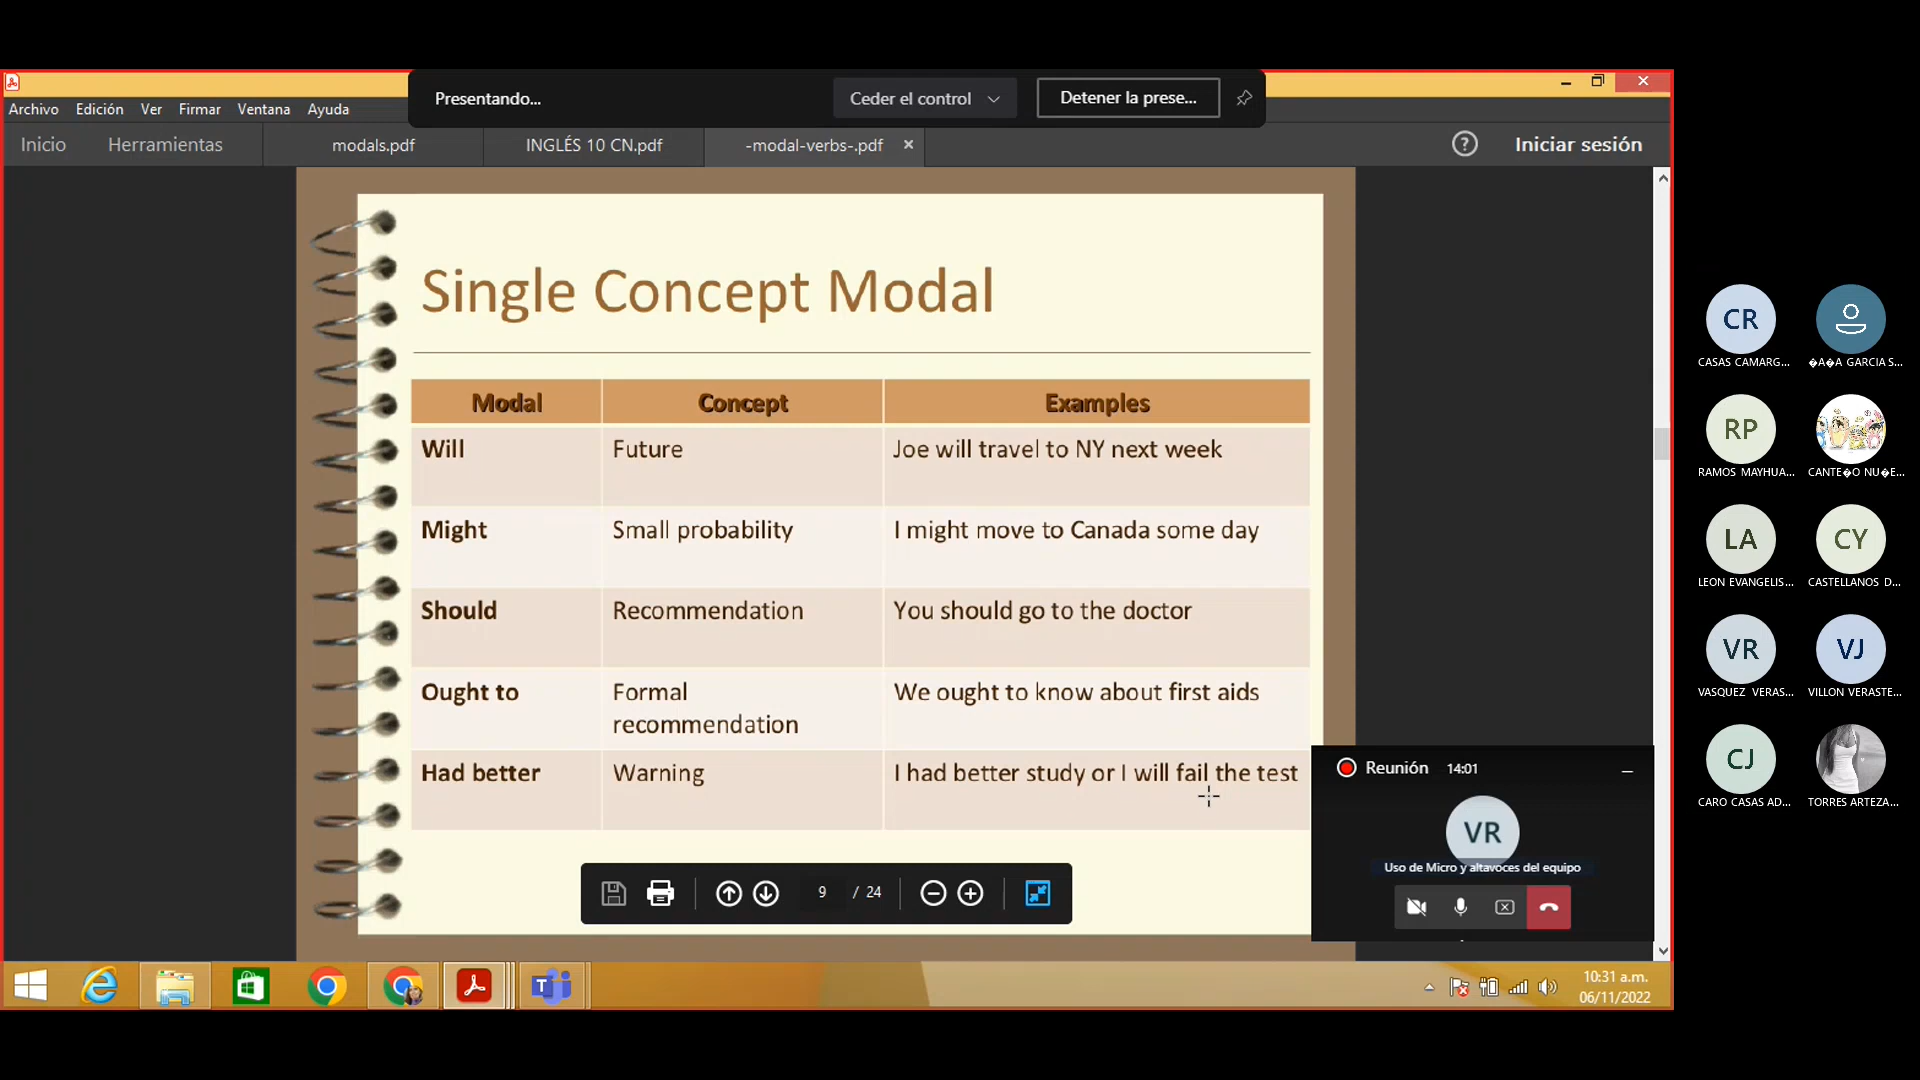 Presentando...
Ceder el control
Detener la prese...
Archivo Edición Ver Firmar Ventana Ayuda
Inicio Herramientas modals.pdf INGLÉS 10 CN.pdf -modal-verbs-.pdf Iniciar sesión
Single Concept Modal
Modal Concept Examples
Will Future Joe will travel to NY next week
Might Small probability I might move to Canada some day
Should Recommendation You should go to the doctor
Ought to Formal recommendation We ought to know about first aids
Had better Warning I had better study or I will fail the test
9 / 24
Reunión 14:01
VR
Uso de Micro y altavoces del equipo
10:31 a.m.
06/11/2022
CR
CASAS CAMARG...
�A�A GARCIA S...
RP
RAMOS MAYHUA...
CANTE�O NU�E...
LA
LEON EVANGELIS...
CY
CASTELLANOS D...
VR
VASQUEZ VERAS...
VJ
VILLON VERASTE...
CJ
CARO CASAS AD...
TORRES ARTEZA...